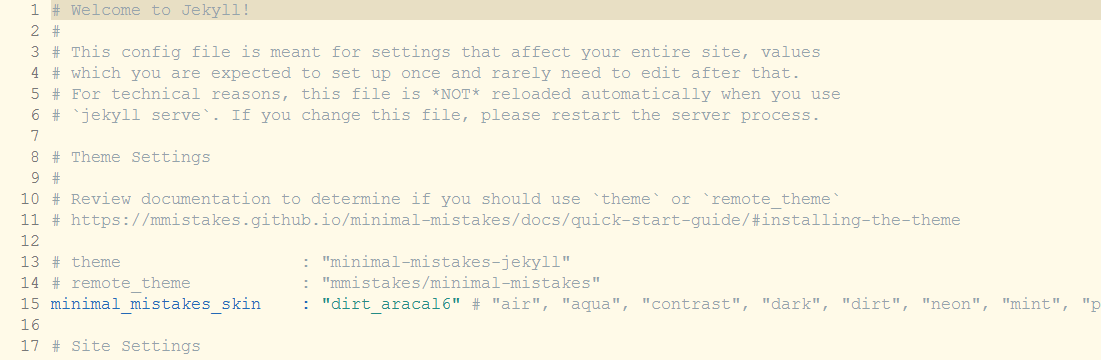 1 # Welcome to Jekyll!
2 #
3 # This config file is meant for settings that affect your entire site, values
4 # which you are expected to set up once and rarely need to edit after that.
5 # For technical reasons, this file is *NOT* reloaded automatically when you use
6 # `jekyll serve`. If you change this file, please restart the server process.
7
8 # Theme Settings
9 #
10 # Review documentation to determine if you should use `theme` or `remote_theme`
11 # https://mmistakes.github.io/minimal-mistakes/docs/quick-start-guide/#installing-the-theme
12
13 # theme : "minimal-mistakes-jekyll"
14 # remote_theme : "mmistakes/minimal-mistakes"
15 minimal_mistakes_skin : "dirt_aracal6" # "air", "aqua", "contrast", "dark", "dirt", "neon", "mint", "p
16
17 # Site Settings